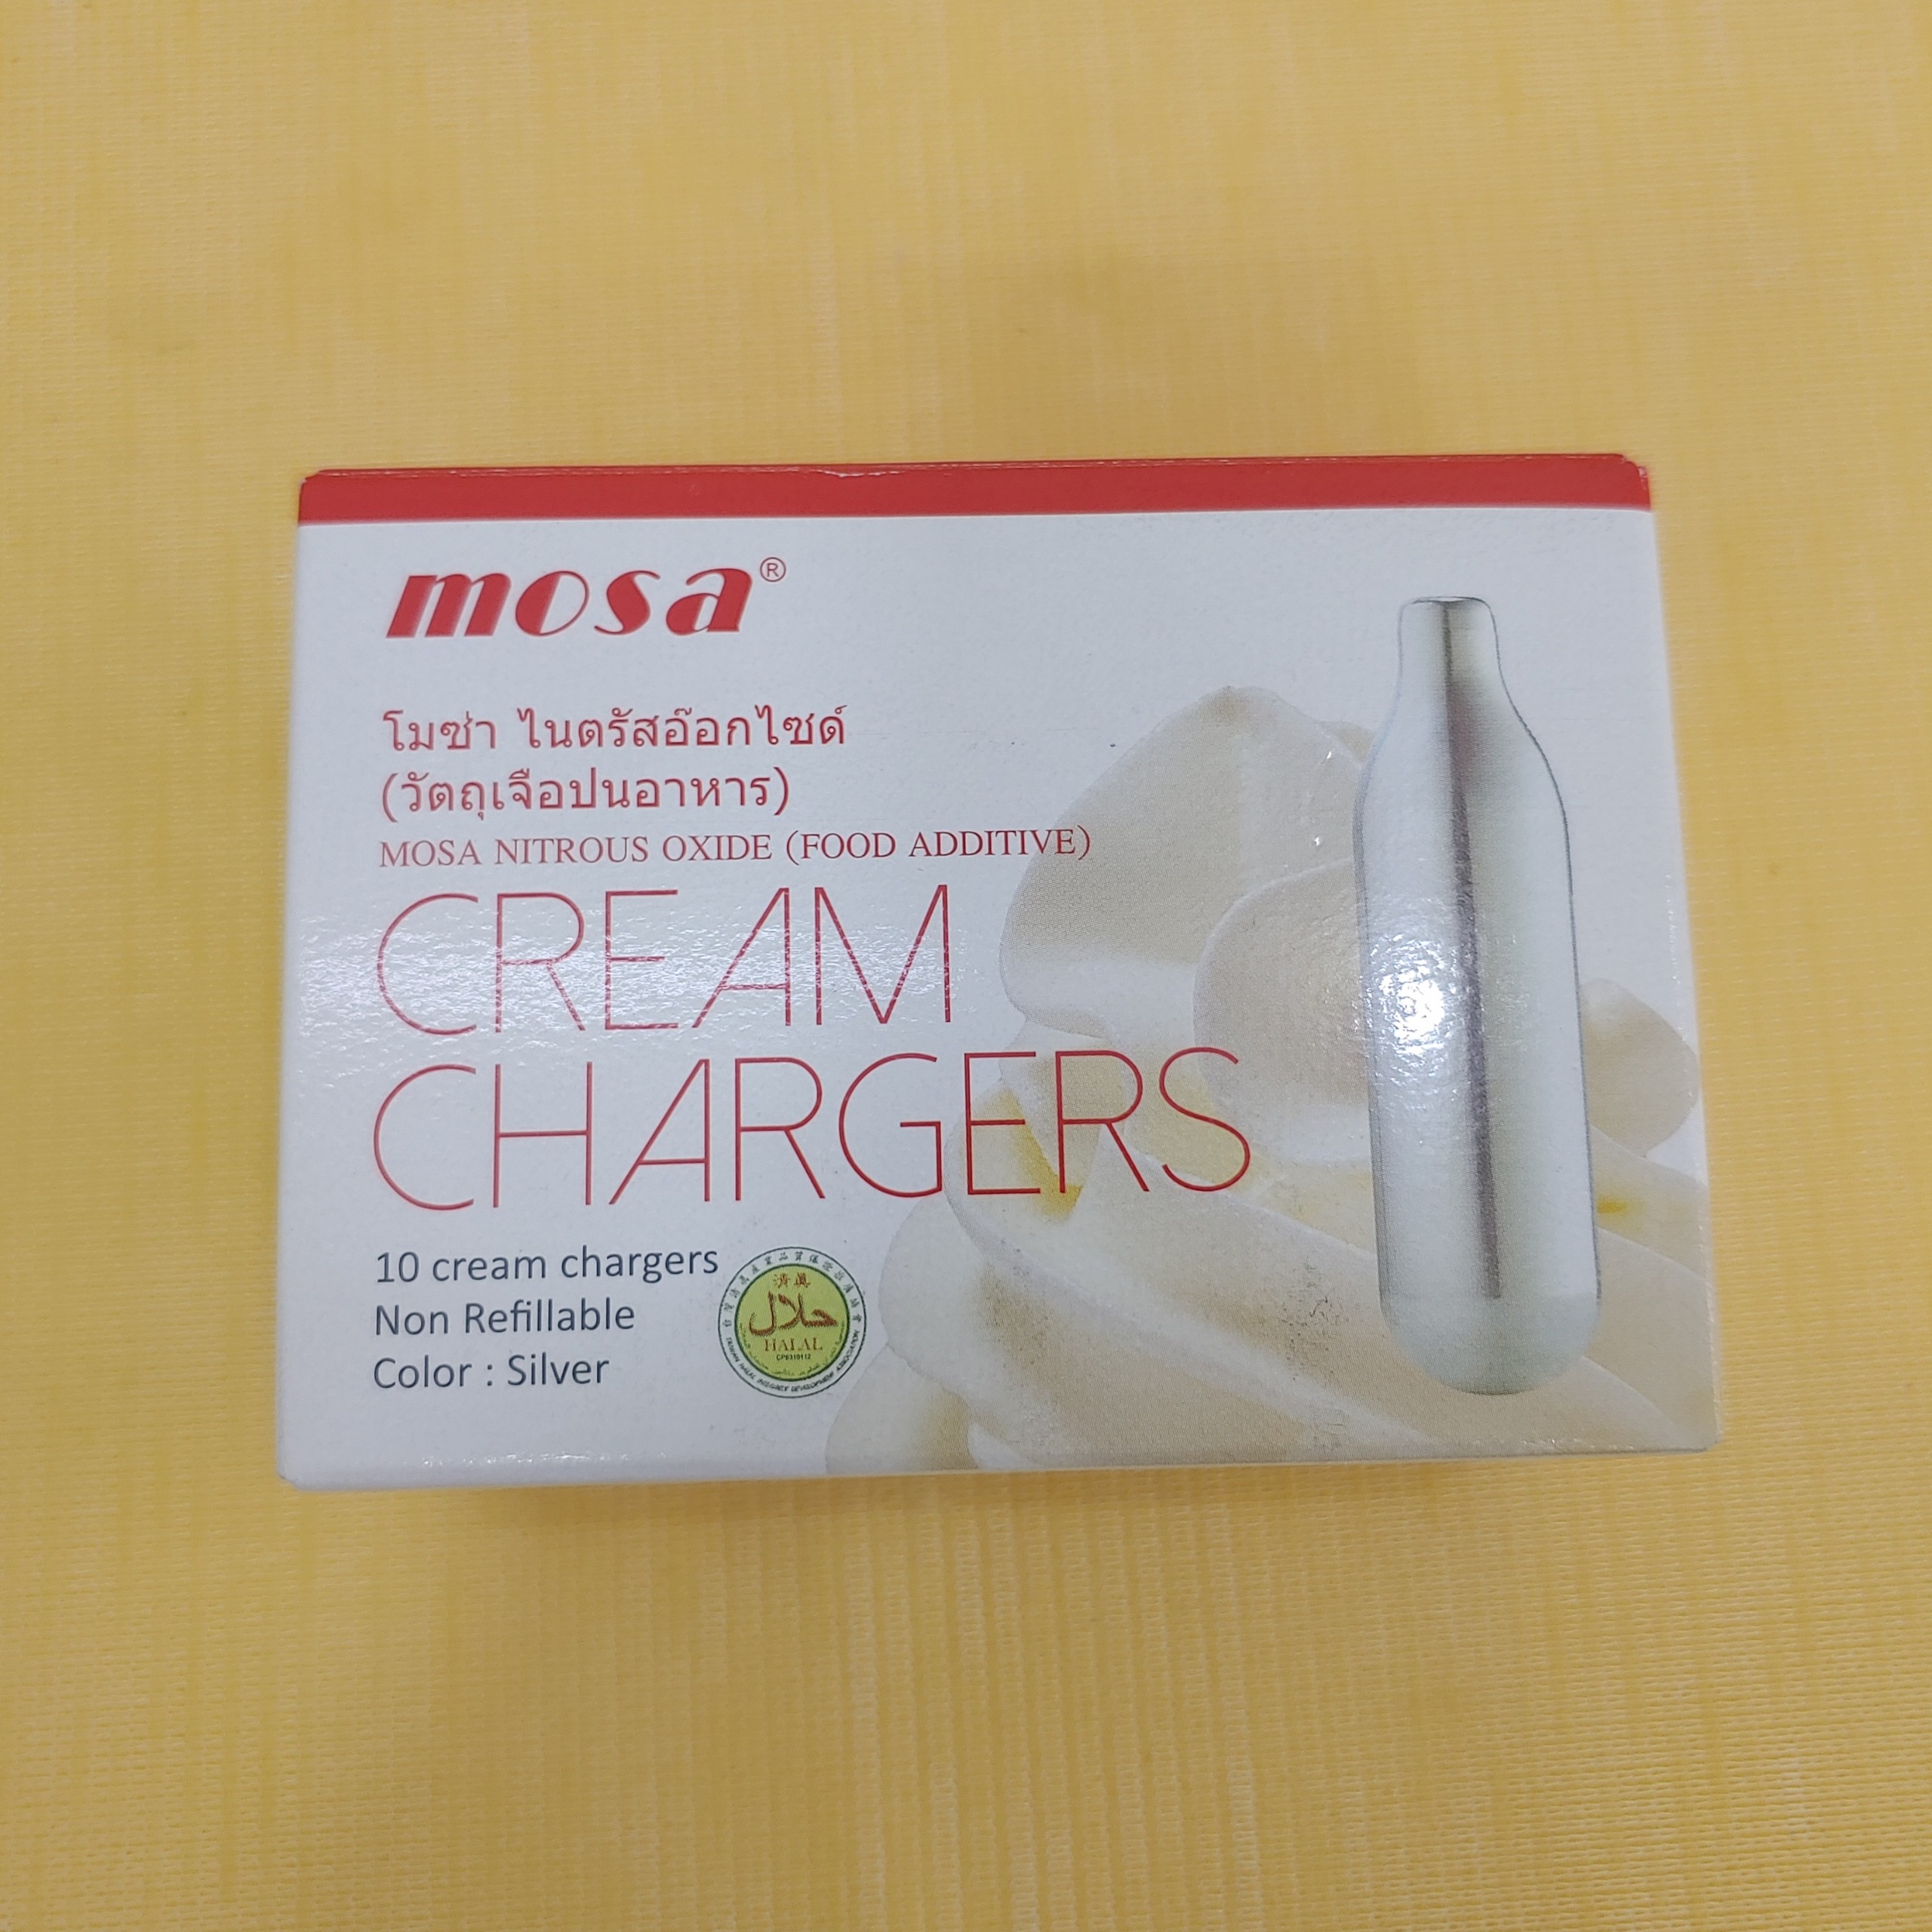 mosa®
โมซ่า ไนตรัสอ๊อกไซด์
(วัตถุเจือปนอาหาร)
MOSA NITROUS OXIDE (FOOD ADDITIVE)
CREAM
CHARGERS
10 cream chargers
Non Refillable
Color : Silver
清真
حلال
HALAL